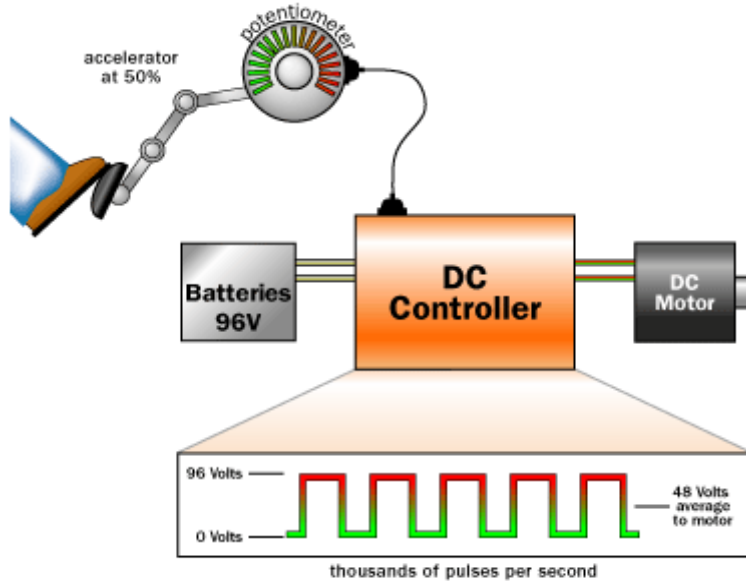 potentiometer
accelerator
at 50%
Batteries
96V
DC
Controller
DC
Motor
96 Volts
0 Volts
48 Volts
average
to motor
thousands of pulses per second